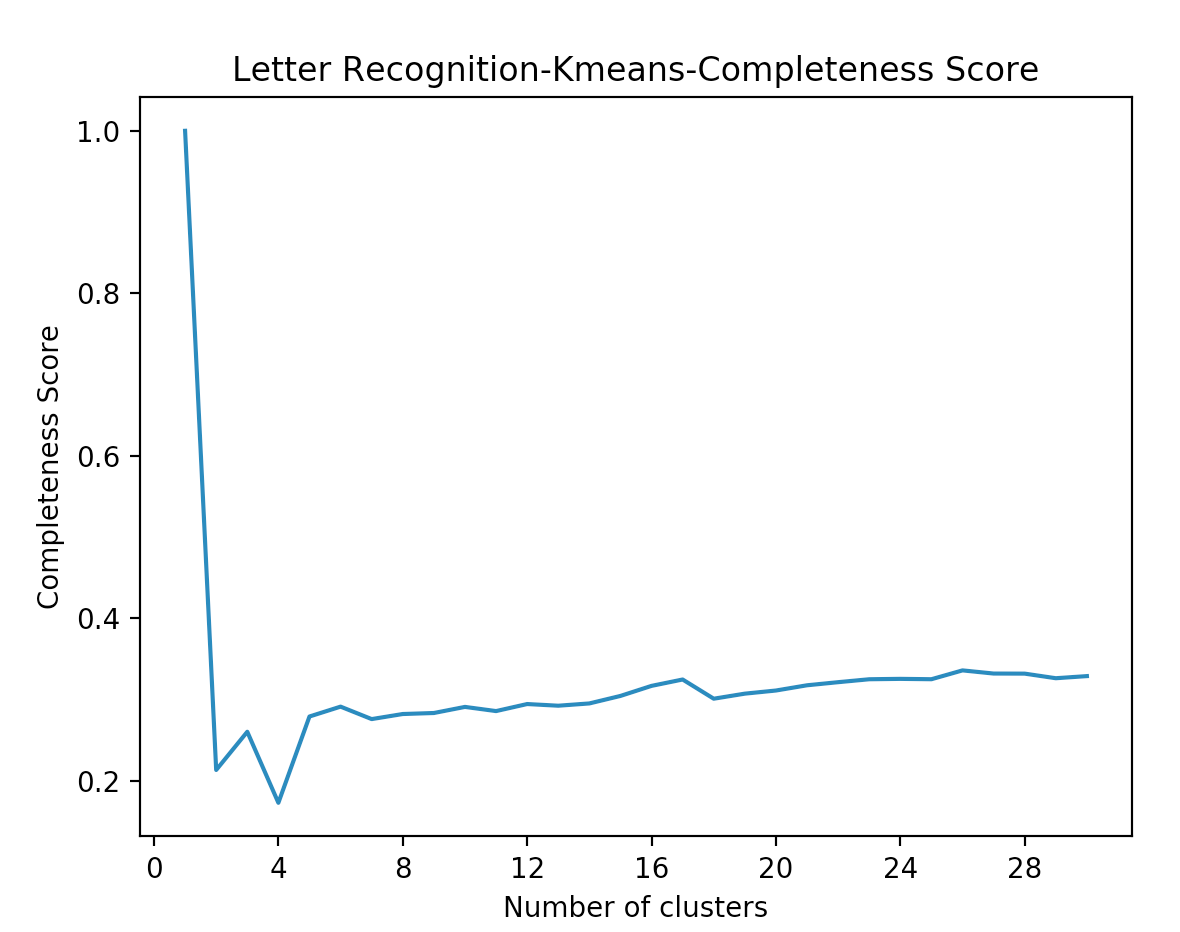 Letter Recognition-Kmeans-Completeness Score
1.0
0.8
0.6
0.4
0.2
Completeness Score
0 4 8 12 16 20 24 28
Number of clusters